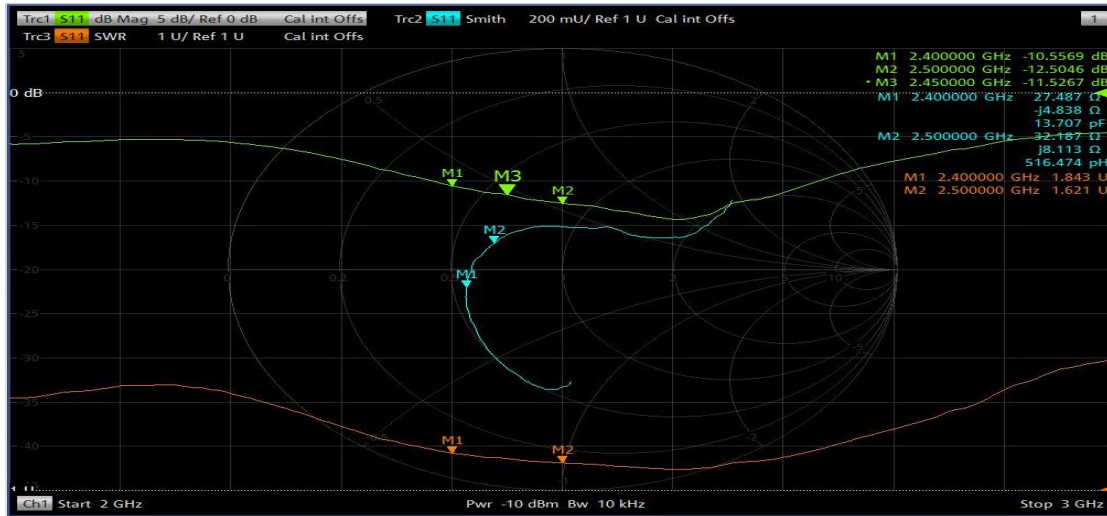 Trc1 S11 dB Mag 5 dB/ Ref 0 dB Cal int Offs Trc2 S11 Smith 200 mU/ Ref 1 U Cal int Offs 1
Trc3 S11 SWR 1 U/ Ref 1 U Cal int Offs
5
M1 2.400000 GHz -10.5569 dB
M2 2.500000 GHz -12.5046 dB
• M3 2.450000 GHz -11.5267 dB
0 dB
M1 2.400000 GHz 27.487 Ω
-j4.838 Ω
13.707 pF
M2 2.500000 GHz 32.187 Ω
j8.113 Ω
516.474 pH
M1 2.400000 GHz 1.843 U
M2 2.500000 GHz 1.621 U
1
0.5
2
-5
-10
M1 M3 M2
-15
M2
-20
0 0.2 0.5 1 2 5
M1
-25
-30
-5
-35
-40
-0.5 -2
M1 M2
-1
1 U
Ch1 Start 2 GHz Pwr -10 dBm Bw 10 kHz Stop 3 GHz